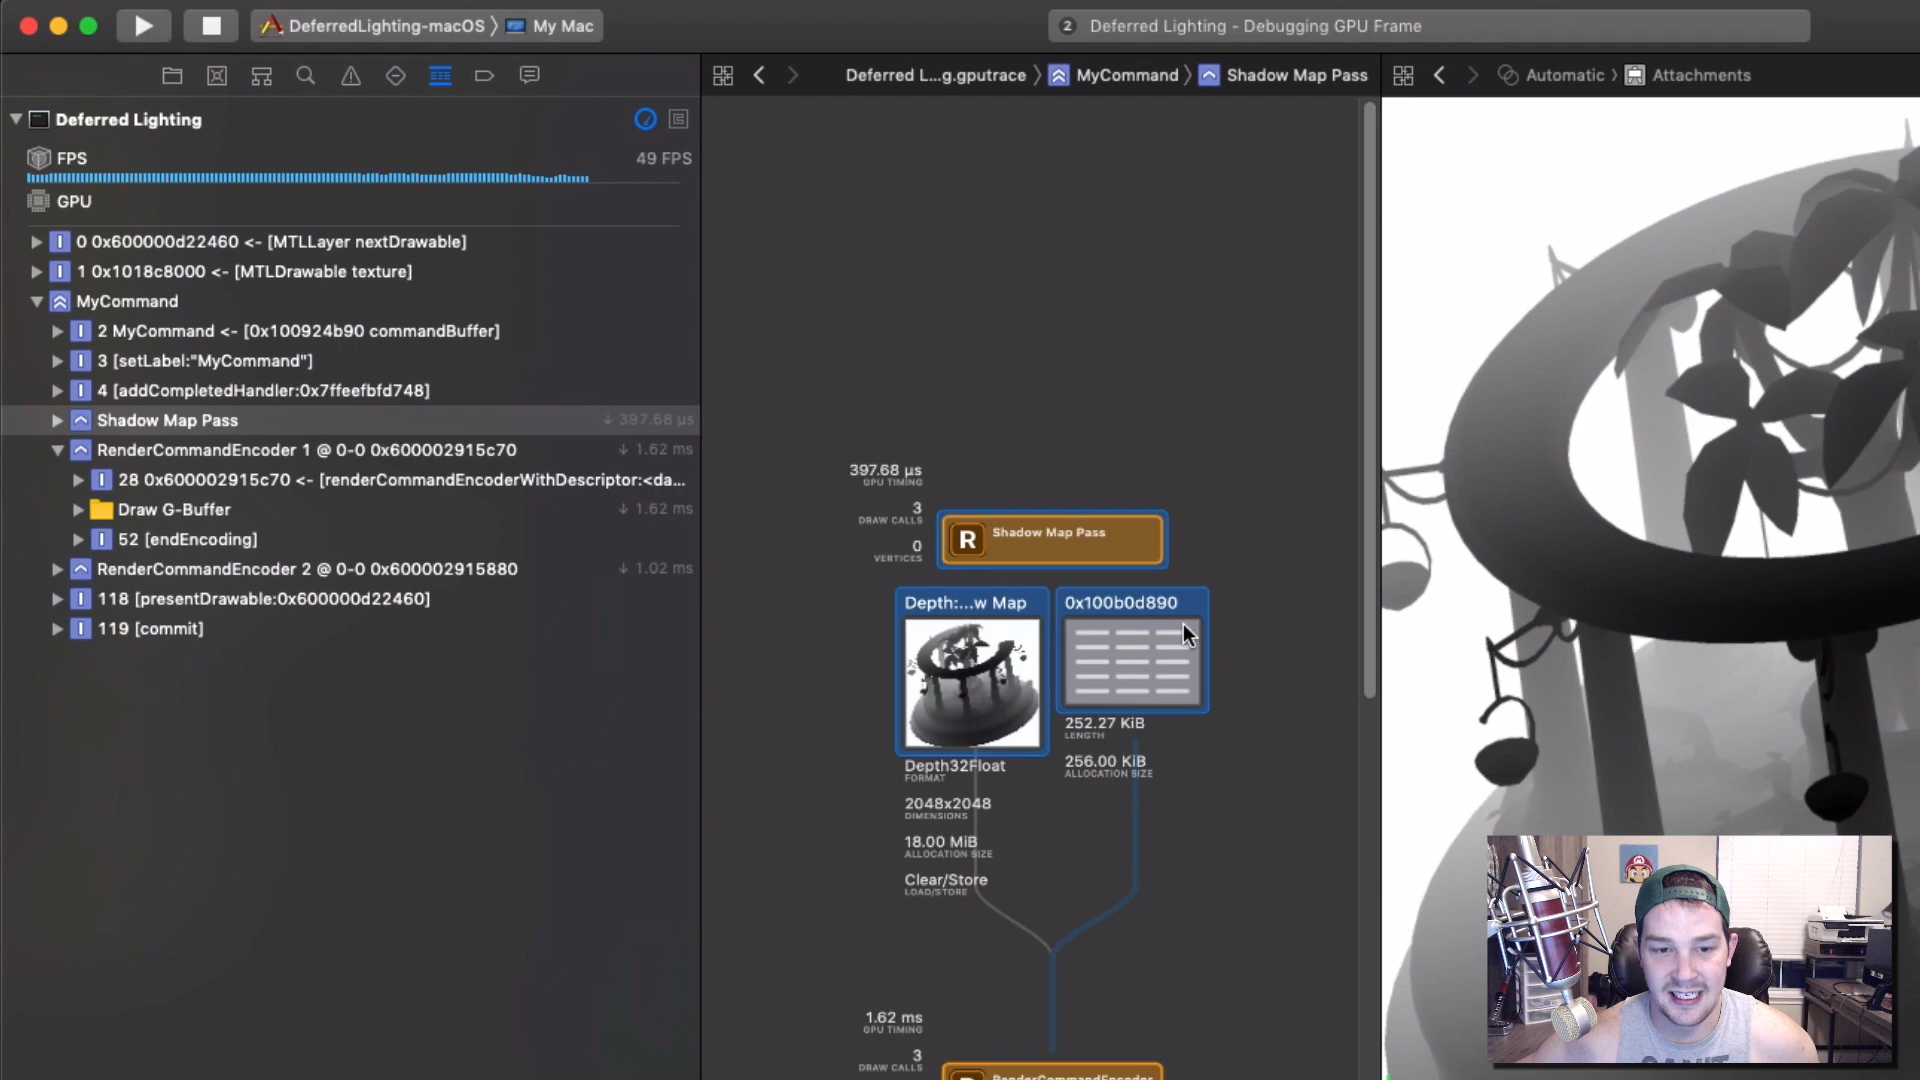 DeferredLighting-macOS 〉 My Mac
2 Deferred Lighting - Debugging GPU Frame
Deferred L...g.gputrace 〉 MyCommand 〉 Shadow Map Pass
Automatic 〉 Attachments
Deferred Lighting
FPS 49 FPS
GPU
0 0x600000d22460 <- [MTLLayer nextDrawable]
1 0x1018c8000 <- [MTLDrawable texture]
MyCommand
2 MyCommand <- [0x100924b90 commandBuffer]
3 [setLabel:"MyCommand"]
4 [addCompletedHandler:0x7ffeefbfd748]
Shadow Map Pass ↓ 397.68 µs
RenderCommandEncoder 1 @ 0-0 0x600002915c70 ↓ 1.62 ms
28 0x600002915c70 <- [renderCommandEncoderWithDescriptor:<da...
Draw G-Buffer ↓ 1.62 ms
52 [endEncoding]
RenderCommandEncoder 2 @ 0-0 0x600002915880 ↓ 1.02 ms
118 [presentDrawable:0x600000d22460]
119 [commit]
397.68 µs
GPU TIMING
3
DRAW CALLS
0
VERTICES
R Shadow Map Pass
Depth:...w Map
0x100b0d890
252.27 KiB
LENGTH
256.00 KiB
ALLOCATION SIZE
Depth32Float
FORMAT
2048x2048
DIMENSIONS
18.00 MiB
ALLOCATION SIZE
Clear/Store
LOAD/STORE
1.62 ms
GPU TIMING
3
DRAW CALLS
RenderCommandEncoder